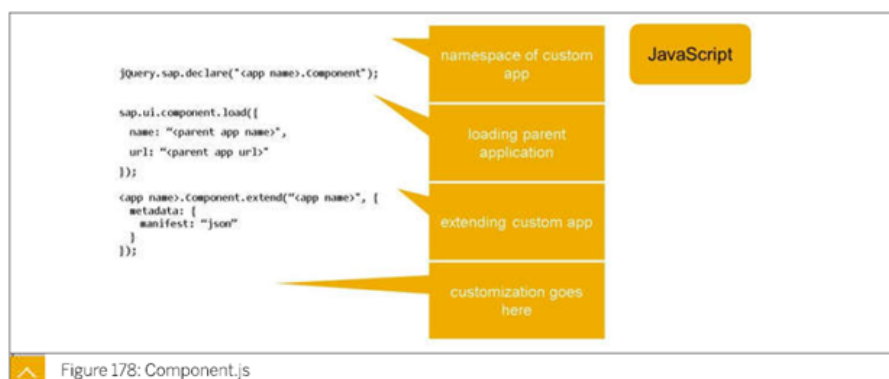 jQuery.sap.declare("<app name>.Component");
sap.ui.component.load({
name: “<parent app name>",
url: “<parent app url>"
});
<app name>.Component.extend(“<app name>", {
metadata: {
manifest: “json”
}
});
namespace of custom
app
loading parent
application
extending custom app
customization goes
here
JavaScript
Figure 178: Component.js